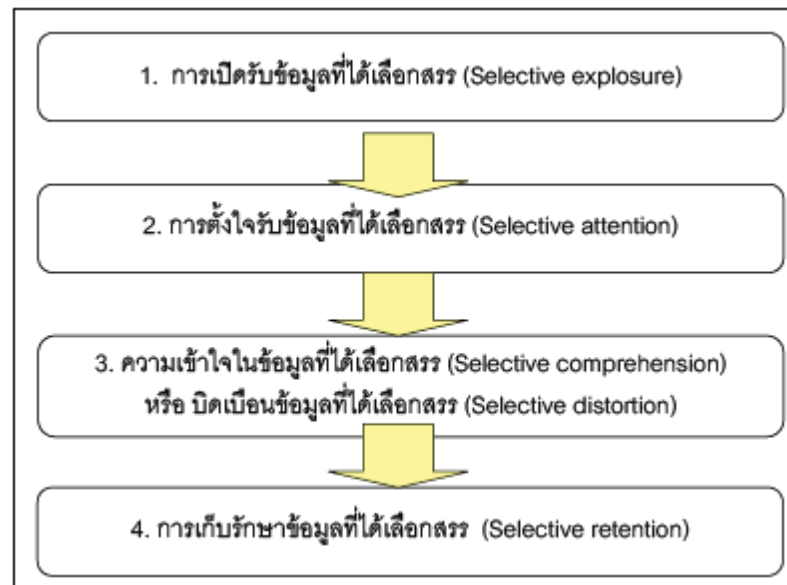 1. การเปิดรับข้อมูลที่ได้เลือกสรร (Selective explosure)
2. การตั้งใจรับข้อมูลที่ได้เลือกสรร (Selective attention)
3. ความเข้าใจในข้อมูลที่ได้เลือกสรร (Selective comprehension)
หรือ บิดเบือนข้อมูลที่ได้เลือกสรร (Selective distortion)
4. การเก็บรักษาข้อมูลที่ได้เลือกสรร (Selective retention)